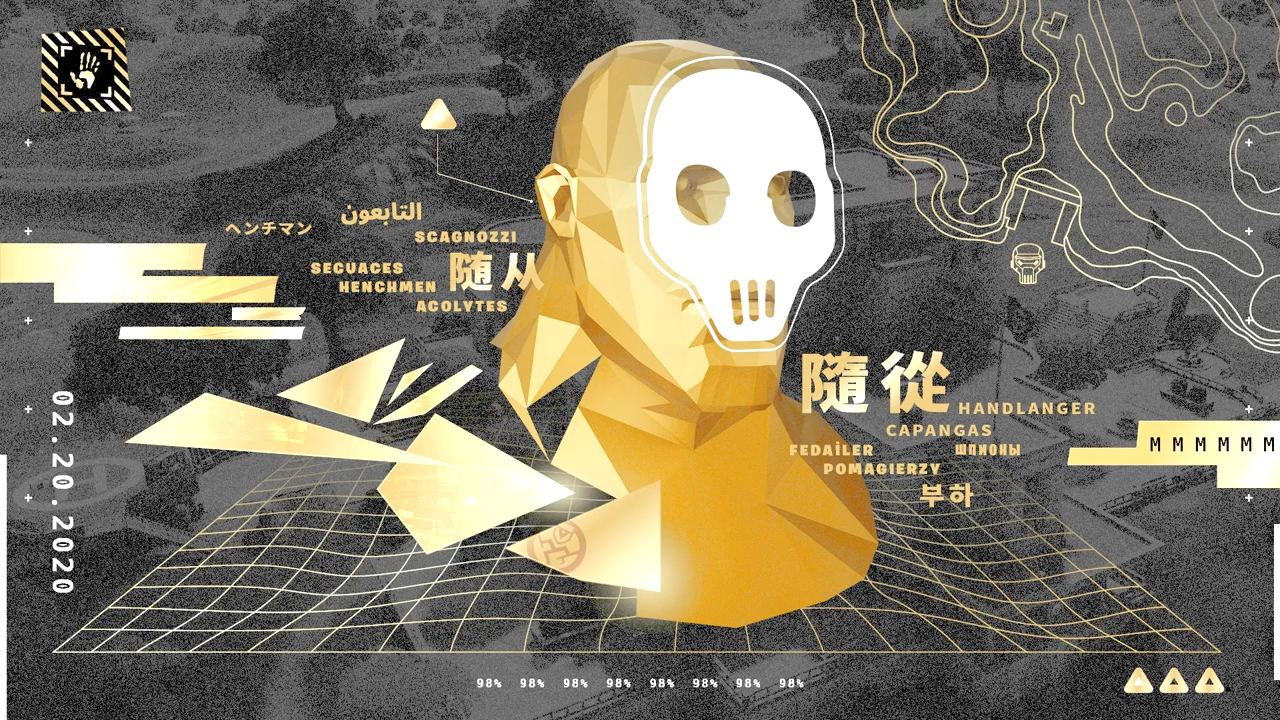 ヘンチマン
التابعون
SCAGNOZZI
SECUACES
随从
HENCHMEN
ACOLYTES
隨從
HANDLANGER
CAPANGAS
FEDAİLER
шпионы
POMAGIERZY
부하
02.20.2020
M M M M M M
98% 98% 98% 98% 98% 98% 98% 98%